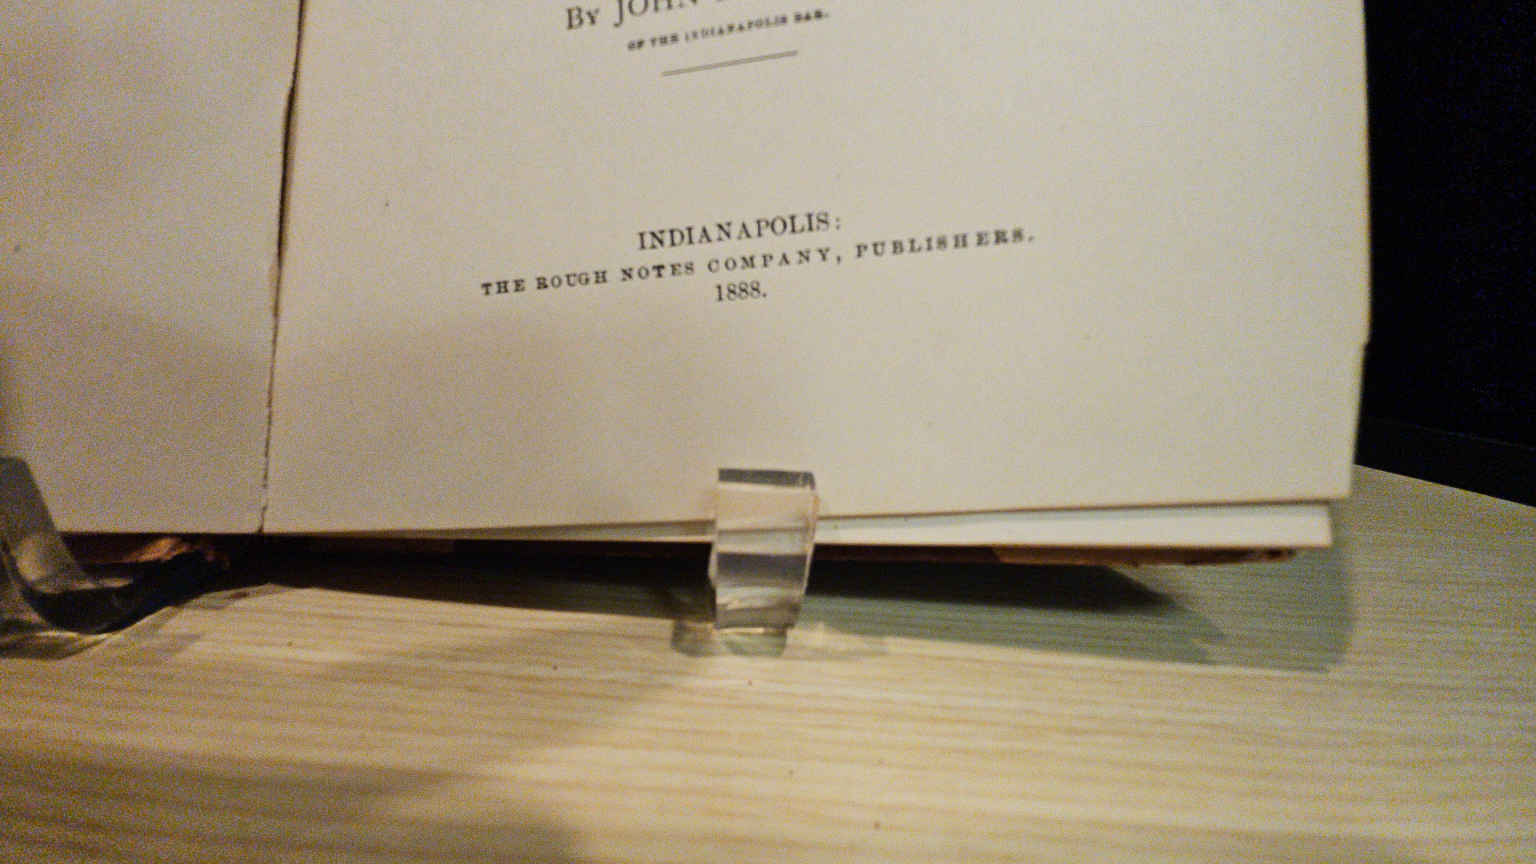 By JOHN
OF THE INDIANAPOLIS BAR.
INDIANAPOLIS:
THE ROUGH NOTES COMPANY, PUBLISHERS.
1888.